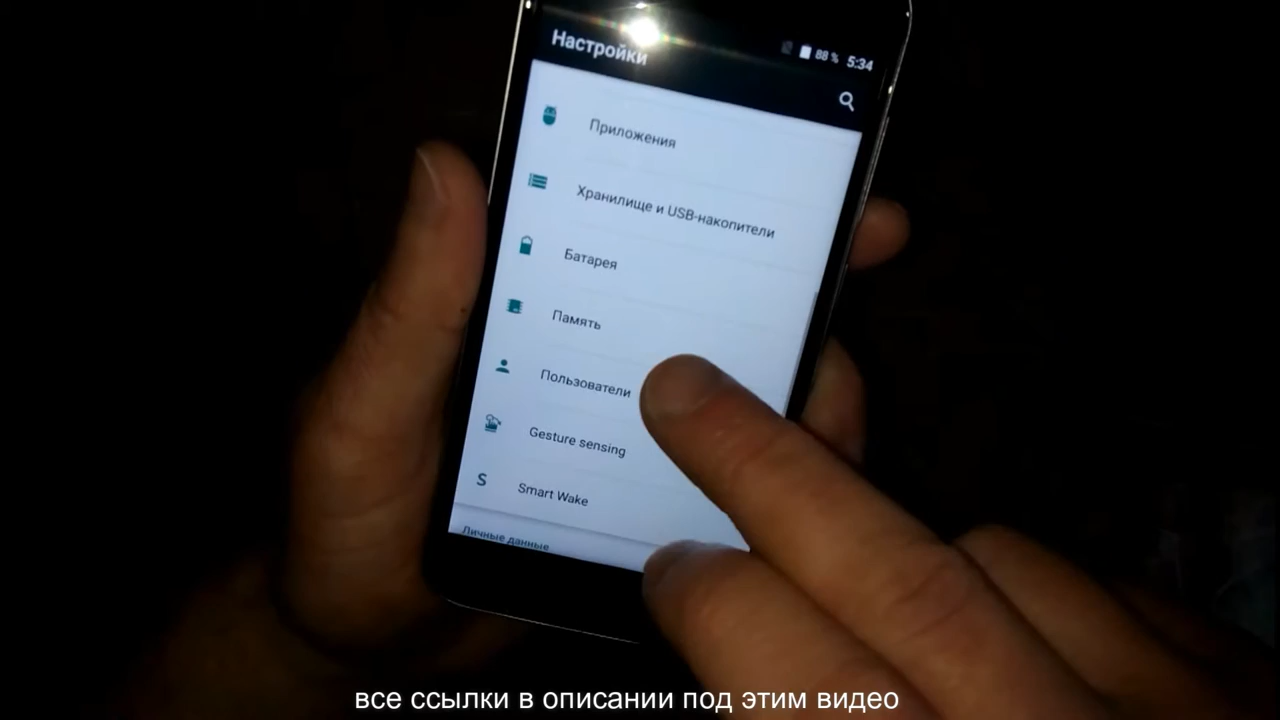 Настройки
88 % 5:34
Приложения
Хранилище и USB-накопители
Батарея
Память
Пользователи
Gesture sensing
S Smart Wake
Личные данные
все ссылки в описании под этим видео